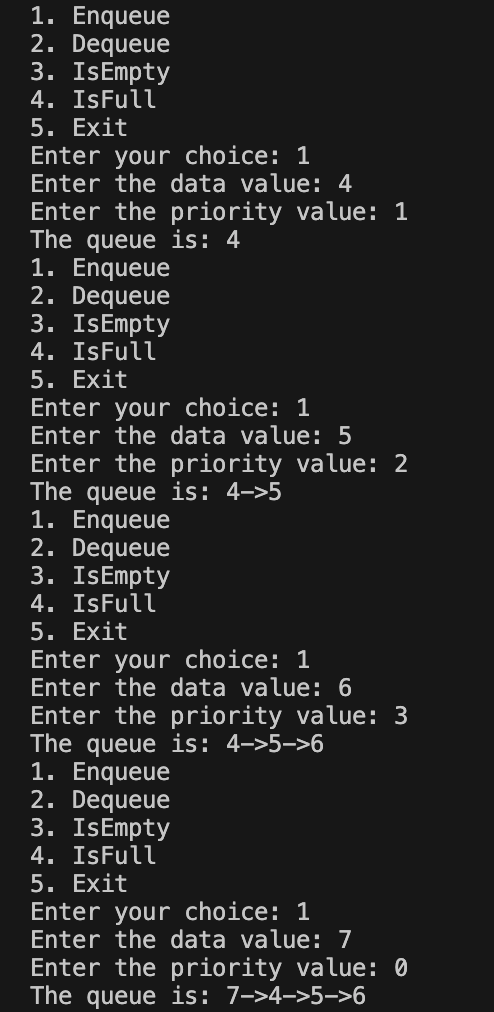 1. Enqueue
2. Dequeue
3. IsEmpty
4. IsFull
5. Exit
Enter your choice: 1
Enter the data value: 4
Enter the priority value: 1
The queue is: 4
1. Enqueue
2. Dequeue
3. IsEmpty
4. IsFull
5. Exit
Enter your choice: 1
Enter the data value: 5
Enter the priority value: 2
The queue is: 4->5
1. Enqueue
2. Dequeue
3. IsEmpty
4. IsFull
5. Exit
Enter your choice: 1
Enter the data value: 6
Enter the priority value: 3
The queue is: 4->5->6
1. Enqueue
2. Dequeue
3. IsEmpty
4. IsFull
5. Exit
Enter your choice: 1
Enter the data value: 7
Enter the priority value: 0
The queue is: 7->4->5->6